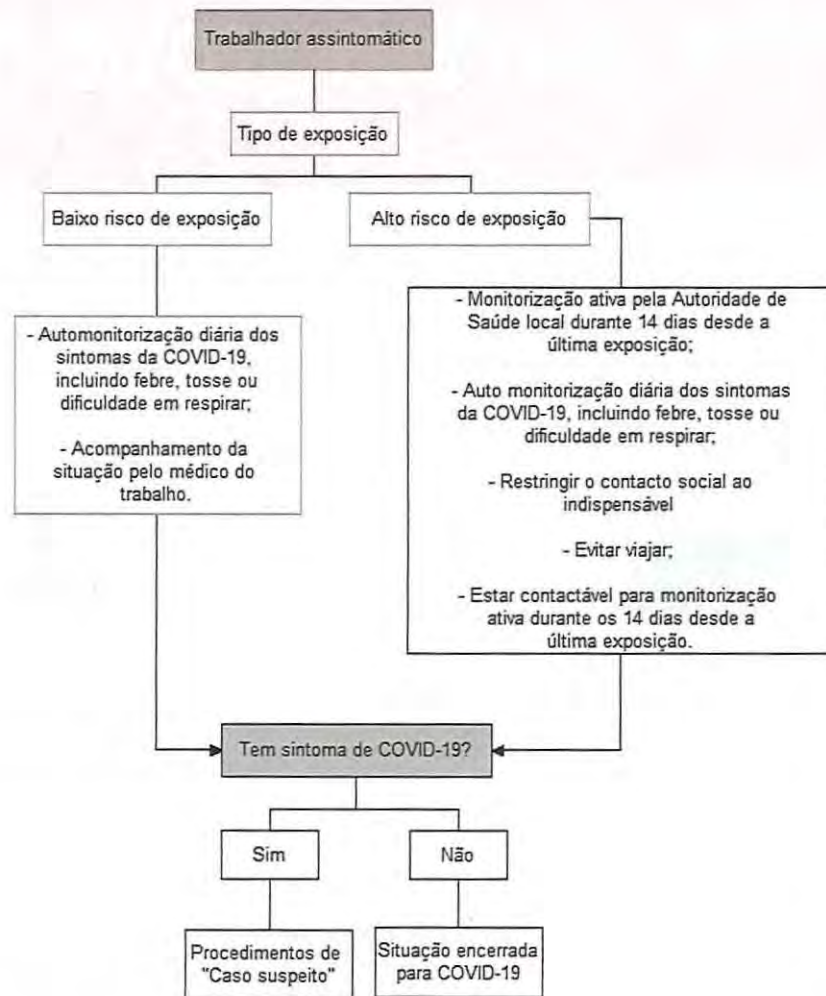 Trabalhador assintomático
Tipo de exposição
Baixo risco de exposição
Alto risco de exposição
- Automonitorização diária dos
sintomas da COVID-19,
incluindo febre, tosse ou
dificuldade em respirar;
- Acompanhamento da
situação pelo médico do
trabalho.
- Monitorização ativa pela Autoridade de
Saúde local durante 14 dias desde a
última exposição;
- Auto monitorização diária dos sintomas
da COVID-19, incluindo febre, tosse ou
dificuldade em respirar;
- Restringir o contacto social ao
indispensável
- Evitar viajar;
- Estar contactável para monitorização
ativa durante os 14 dias desde a
última exposição.
Tem sintoma de COVID-19?
Sim
Não
Procedimentos de
"Caso suspeito"
Situação encerrada
para COVID-19